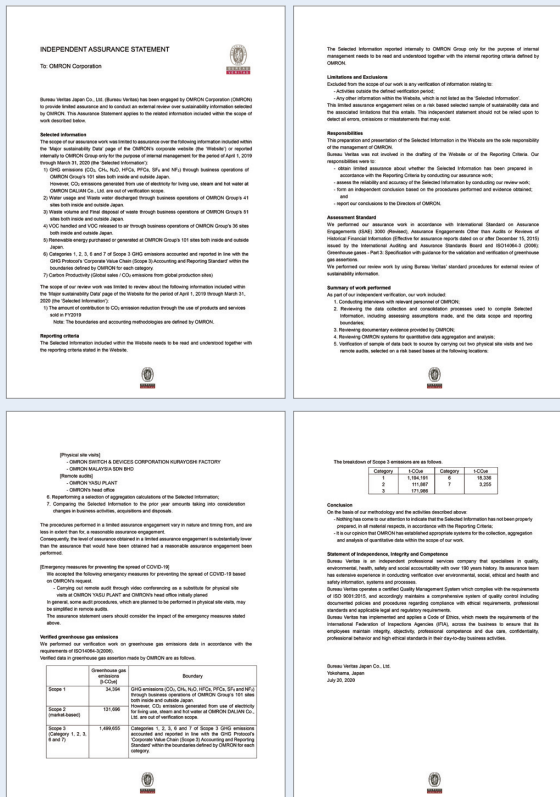 INDEPENDENT ASSURANCE STATEMENT
To: OMRON Corporation
BUREAU
VERITAS
Bureau Veritas Japan Co., Ltd. (Bureau Veritas) has been engaged by OMRON Corporation (OMRON)
to provide limited assurance and to conduct an external review over sustainability information selected
by OMRON. This Assurance Statement applies to the related information included within the scope of
work described below.
Selected information
The scope of our assurance work was limited to assurance over the following information included within
the 'Major sustainability Data' page of the OMRON's corporate website (the 'Website') or reported
internally to OMRON Group only for the purpose of internal management for the period of April 1, 2019
through March 31, 2020 (the 'Selected Information'):
1) GHG emissions (CO₂, CH₄, N₂O, HFCs, PFCs, SF₆ and NF₃) through business operations of
OMRON Group's 101 sites both inside and outside Japan.
However, CO₂ emissions generated from use of electricity for living use, steam and hot water at
OMRON DALIAN Co., Ltd. are out of verification scope.
2) Water usage and Waste water discharged through business operations of OMRON Group's 41
sites both inside and outside Japan.
3) Waste volume and Final disposal of waste through business operations of OMRON Group's 51
sites both inside and outside Japan.
4) VOC handled and VOC released to air through business operations of OMRON Group's 36 sites
both inside and outside Japan.
5) Renewable energy purchased or generated at OMRON Group's 101 sites both inside and outside
Japan.
6) Categories 1, 2, 3, 6 and 7 of Scope 3 GHG emissions accounted and reported in line with the
GHG Protocol's 'Corporate Value Chain (Scope 3) Accounting and Reporting Standard' within the
boundaries defined by OMRON for each category.
7) Carbon Productivity (Global sales / CO₂ emissions from global production sites)
The scope of our review work was limited to review about the following information included within
the 'Major sustainability Data' page of the Website for the period of April 1, 2019 through March 31,
2020 (the 'Selected Information'):
1) The amount of contribution to CO₂ emission reduction through the use of products and services
sold in FY2019
Note: The boundaries and accounting methodologies are defined by OMRON.
Reporting criteria
The Selected Information included within the Website needs to be read and understood together with
the reporting criteria stated in the Website.
The Selected Information reported internally to OMRON Group only for the purpose of internal
management needs to be read and understood together with the internal reporting criteria defined by
OMRON.
Limitations and Exclusions
Excluded from the scope of our work is any verification of information relating to:
- Activities outside the defined verification period,
- Any other information within the Website, which is not listed as the 'Selected Information'.
This limited assurance engagement relies on a risk based selected sample of sustainability data and
the associated limitations that this entails. This independent statement should not be relied upon to
detect all errors, omissions or misstatements that may exist.
Responsibilities
This preparation and presentation of the Selected Information in the Website are the sole responsibility
of the management of OMRON.
Bureau Veritas was not involved in the drafting of the Website or of the Reporting Criteria. Our
responsibilities were to:
- obtain limited assurance about whether the Selected Information has been prepared in
accordance with the Reporting Criteria by conducting our assurance work;
- assess the reliability and accuracy of the Selected Information by conducting our review work;
- form an independent conclusion based on the procedures performed and evidence obtained;
and
- report our conclusions to the Directors of OMRON.
Assessment Standard
We performed our assurance work in accordance with International Standard on Assurance
Engagements (ISAE) 3000 (Revised), Assurance Engagements Other than Audits or Reviews of
Historical Financial Information (Effective for assurance reports dated on or after December 15, 2015)
issued by the International Auditing and Assurance Standards Board and ISO14064-3 (2006):
Greenhouse gases - Part 3: Specification with guidance for the validation and verification of greenhouse
gas assertions.
We performed our review work by using Bureau Veritas' standard procedures for external review of
sustainability information.
Summary of work performed
As part of our independent verification, our work included:
1. Conducting interviews with relevant personnel of OMRON;
2. Reviewing the data collection and consolidation processes used to compile Selected
Information, including assessing assumptions made, and the data scope and reporting
boundaries;
3. Reviewing documentary evidence provided by OMRON;
4. Reviewing OMRON systems for quantitative data aggregation and analysis;
5. Verification of sample of data back to source by carrying out two physical site visits and two
remote audits, selected on a risk based bases at the following locations:
[Physical site visits]
- OMRON SWITCH & DEVICES CORPORATION KURAYOSHI FACTORY
- OMRON MALAYSIA SDN BHD
[Remote audits]
- OMRON YASU PLANT
- OMRON's head office
6. Reperforming a selection of aggregation calculations of the Selected Information;
7. Comparing the Selected Information to the prior year amounts taking into consideration
changes in business activities, acquisitions and disposals.
The procedures performed in a limited assurance engagement vary in nature and timing from, and are
less in extent than for, a reasonable assurance engagement.
Consequently, the level of assurance obtained in a limited assurance engagement is substantially lower
than the assurance that would have been obtained had a reasonable assurance engagement been
performed.
[Emergency measures for preventing the spread of COVID-19]
We accepted the following emergency measures for preventing the spread of COVID-19 based
on OMRON's request.
- Carrying out remote audit through video conferencing as a substitute for physical site
visits at OMRON YASU PLANT and OMRON's head office initially planed
In general, some audit procedures, which are planned to be performed in physical site visits, may
be simplified in remote audits.
The assurance statement users should consider the impact of the emergency measures stated
above.
Verified greenhouse gas emissions
We performed our verification work on greenhouse gas emissions data in accordance with the
requirements of ISO14064-3(2006).
Verified data in greenhouse gas assertion made by OMRON are as follows.
Greenhouse gas emissions [t-CO₂e] Boundary
Scope 1 34,394 GHG emissions (CO₂, CH₄, N₂O, HFCs, PFCs, SF₆ and NF₃)
through business operations of OMRON Group's 101 sites
both inside and outside Japan.
Scope 2 (market-based) 131,696 However, CO₂ emissions generated from use of electricity
for living use, steam and hot water at OMRON DALIAN Co.,
Ltd. are out of verification scope.
Scope 3 (Category 1, 2, 3, 6 and 7) 1,499,655 Categories 1, 2, 3, 6 and 7 of Scope 3 GHG emissions
accounted and reported in line with the GHG Protocol's
'Corporate Value Chain (Scope 3) Accounting and Reporting
Standard' within the boundaries defined by OMRON for each
category.
The breakdown of Scope 3 emissions are as follows.
Category t-CO₂e Category t-CO₂e
1 1,194,191 6 18,336
2 111,887 7 3,255
3 171,986
Conclusion
On the basis of our methodology and the activities described above:
- Nothing has come to our attention to indicate that the Selected Information has not been properly
prepared, in all material respects, in accordance with the Reporting Criteria;
- It is our opinion that OMRON has established appropriate systems for the collection, aggregation
and analysis of quantitative data within the scope of our work.
Statement of Independence, Integrity and Competence
Bureau Veritas is an independent professional services company that specialises in quality,
environmental, health, safety and social accountability with over 190 years history. Its assurance team
has extensive experience in conducting verification over environmental, social, ethical and health and
safety information, systems and processes.
Bureau Veritas operates a certified Quality Management System which complies with the requirements
of ISO 9001:2015, and accordingly maintains a comprehensive system of quality control including
documented policies and procedures regarding compliance with ethical requirements, professional
standards and applicable legal and regulatory requirements.
Bureau Veritas has implemented and applies a Code of Ethics, which meets the requirements of the
International Federation of Inspections Agencies (IFIA), across the business to ensure that its
employees maintain integrity, objectivity, professional competence and due care, confidentiality,
professional behavior and high ethical standards in their day-to-day business activities.
Bureau Veritas Japan Co., Ltd.
Yokohama, Japan
July 20, 2020